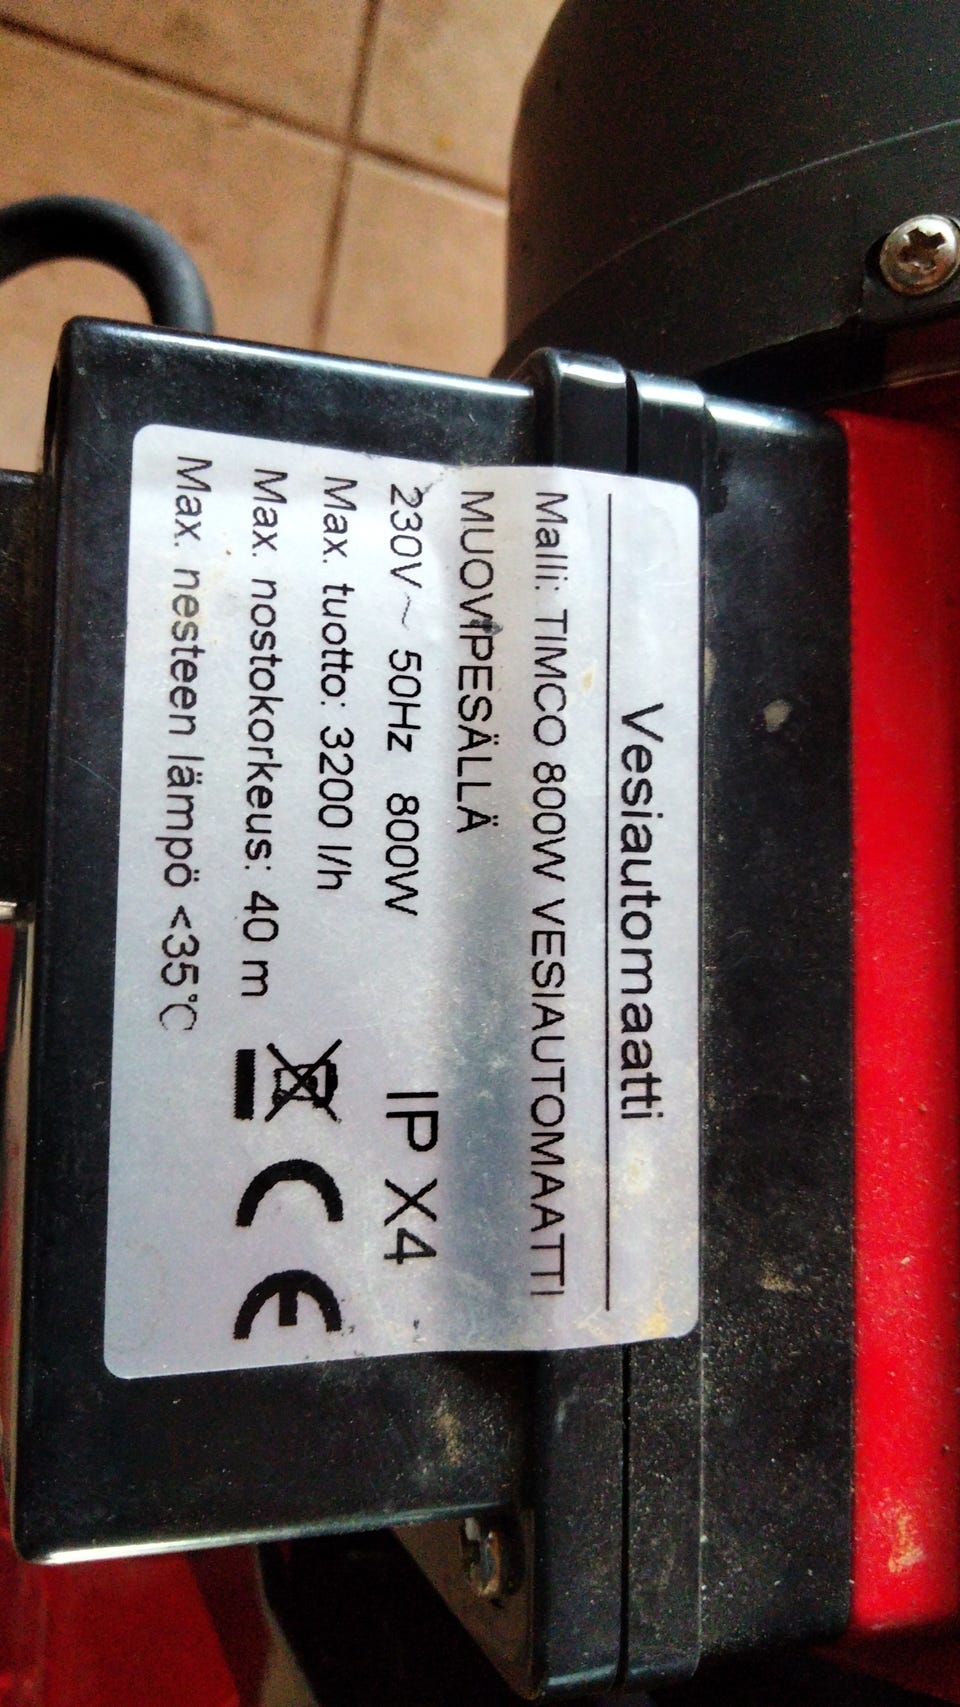 Vesiautomaatti
Malli: TIMCO 800W VESIAUTOMAATTI
MUOVIPESÄLLÄ
230V~ 50Hz 800W IP X4
Max. tuotto: 3200 l/h
Max. nostokorkeus: 40 m
Max. nesteen lämpö <35°C
CE